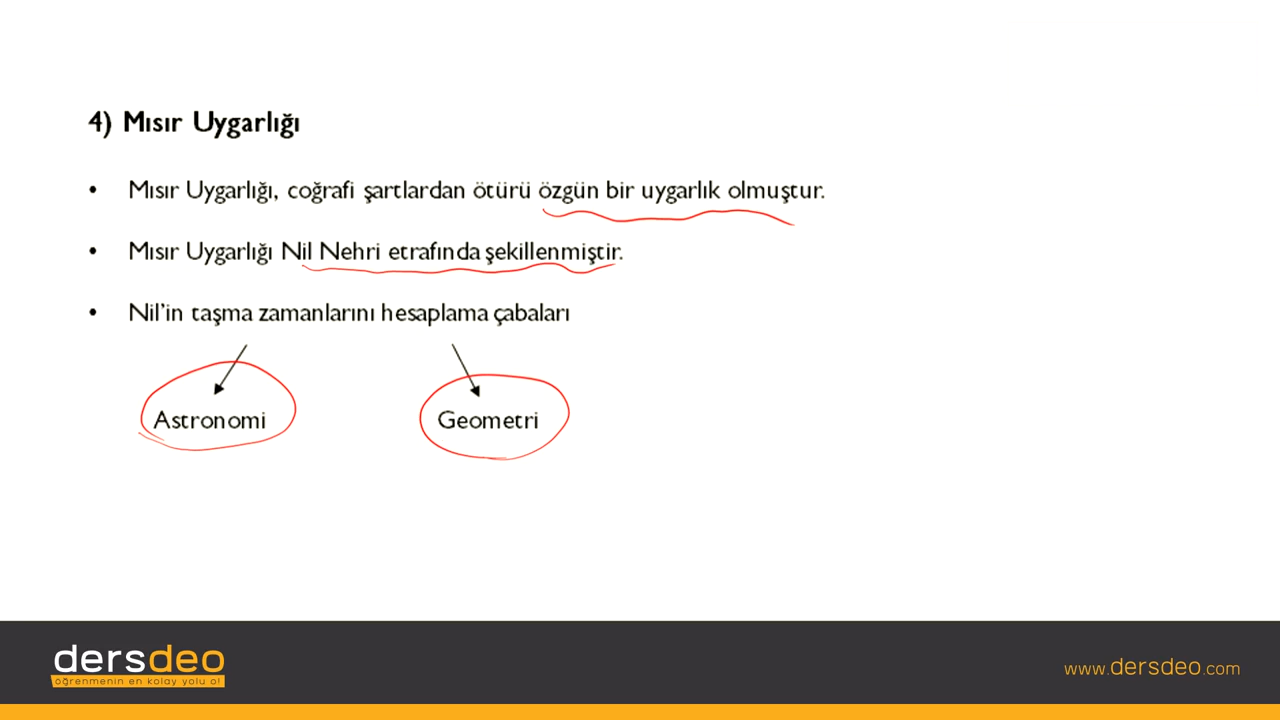 4) Mısır Uygarlığı
• Mısır Uygarlığı, coğrafi şartlardan ötürü özgün bir uygarlık olmuştur.
• Mısır Uygarlığı Nil Nehri etrafında şekillenmiştir.
• Nil'in taşma zamanlarını hesaplama çabaları
Astronomi Geometri
dersdeo
öğrenmenin en kolay yolu o!
www.dersdeo.com